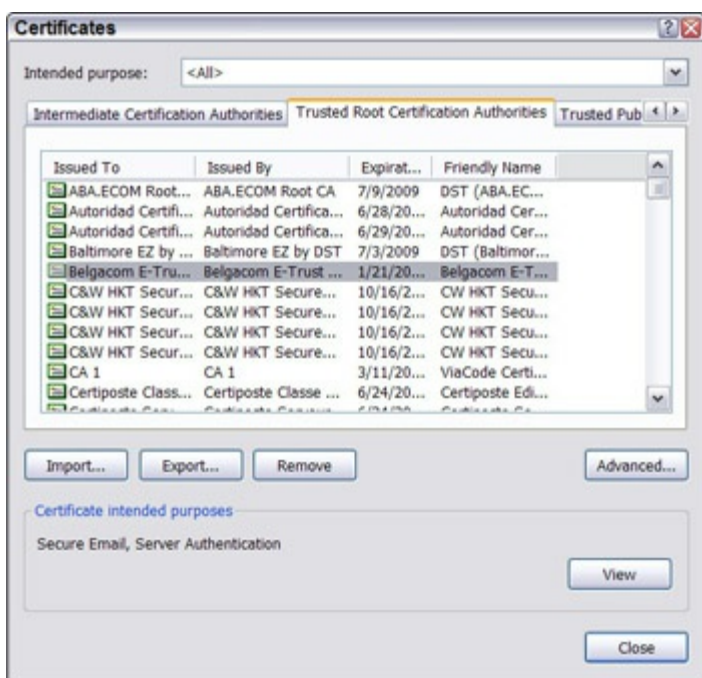 Certificates
Intended purpose: <All>
Intermediate Certification Authorities Trusted Root Certification Authorities Trusted Pub
Issued To Issued By Expirat... Friendly Name
ABA.ECOM Root... ABA.ECOM Root CA 7/9/2009 DST (ABA.EC...
Autoridad Certifi... Autoridad Certifica... 6/28/20... Autoridad Cer...
Autoridad Certifi... Autoridad Certifica... 6/29/20... Autoridad Cer...
Baltimore EZ by ... Baltimore EZ by DST 7/3/2009 DST (Baltimor...
Belgacom E-Tru... Belgacom E-Trust ... 1/21/20... Belgacom E-T...
C&W HKT Secur... C&W HKT Secure... 10/16/2... CW HKT Secu...
C&W HKT Secur... C&W HKT Secure... 10/16/2... CW HKT Secu...
C&W HKT Secur... C&W HKT Secure... 10/16/2... CW HKT Secu...
C&W HKT Secur... C&W HKT Secure... 10/16/2... CW HKT Secu...
CA 1 CA 1 3/11/20... ViaCode Certi...
Certiposte Class... Certiposte Classe ... 6/24/20... Certiposte Edi...
Import... Export... Remove Advanced...
Certificate intended purposes
Secure Email, Server Authentication
View
Close